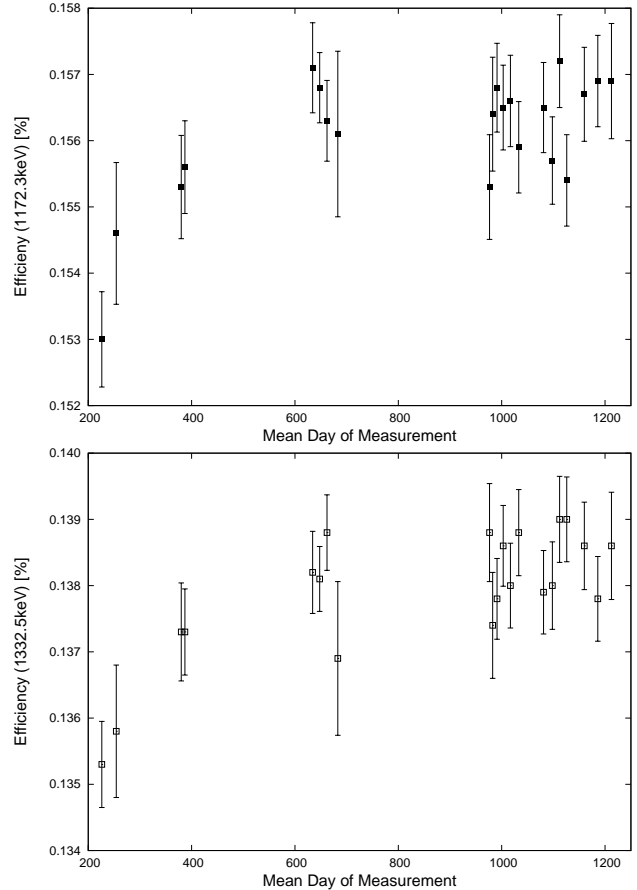 0.158
0.157
0.156
0.155
0.154
0.153
0.152
Efficieny (1172.3keV) [%]
200 400 600 800 1000 1200
Mean Day of Measurement
0.140
0.139
0.138
0.137
0.136
0.135
0.134
Efficiency (1332.5keV) [%]
200 400 600 800 1000 1200
Mean Day of Measurement